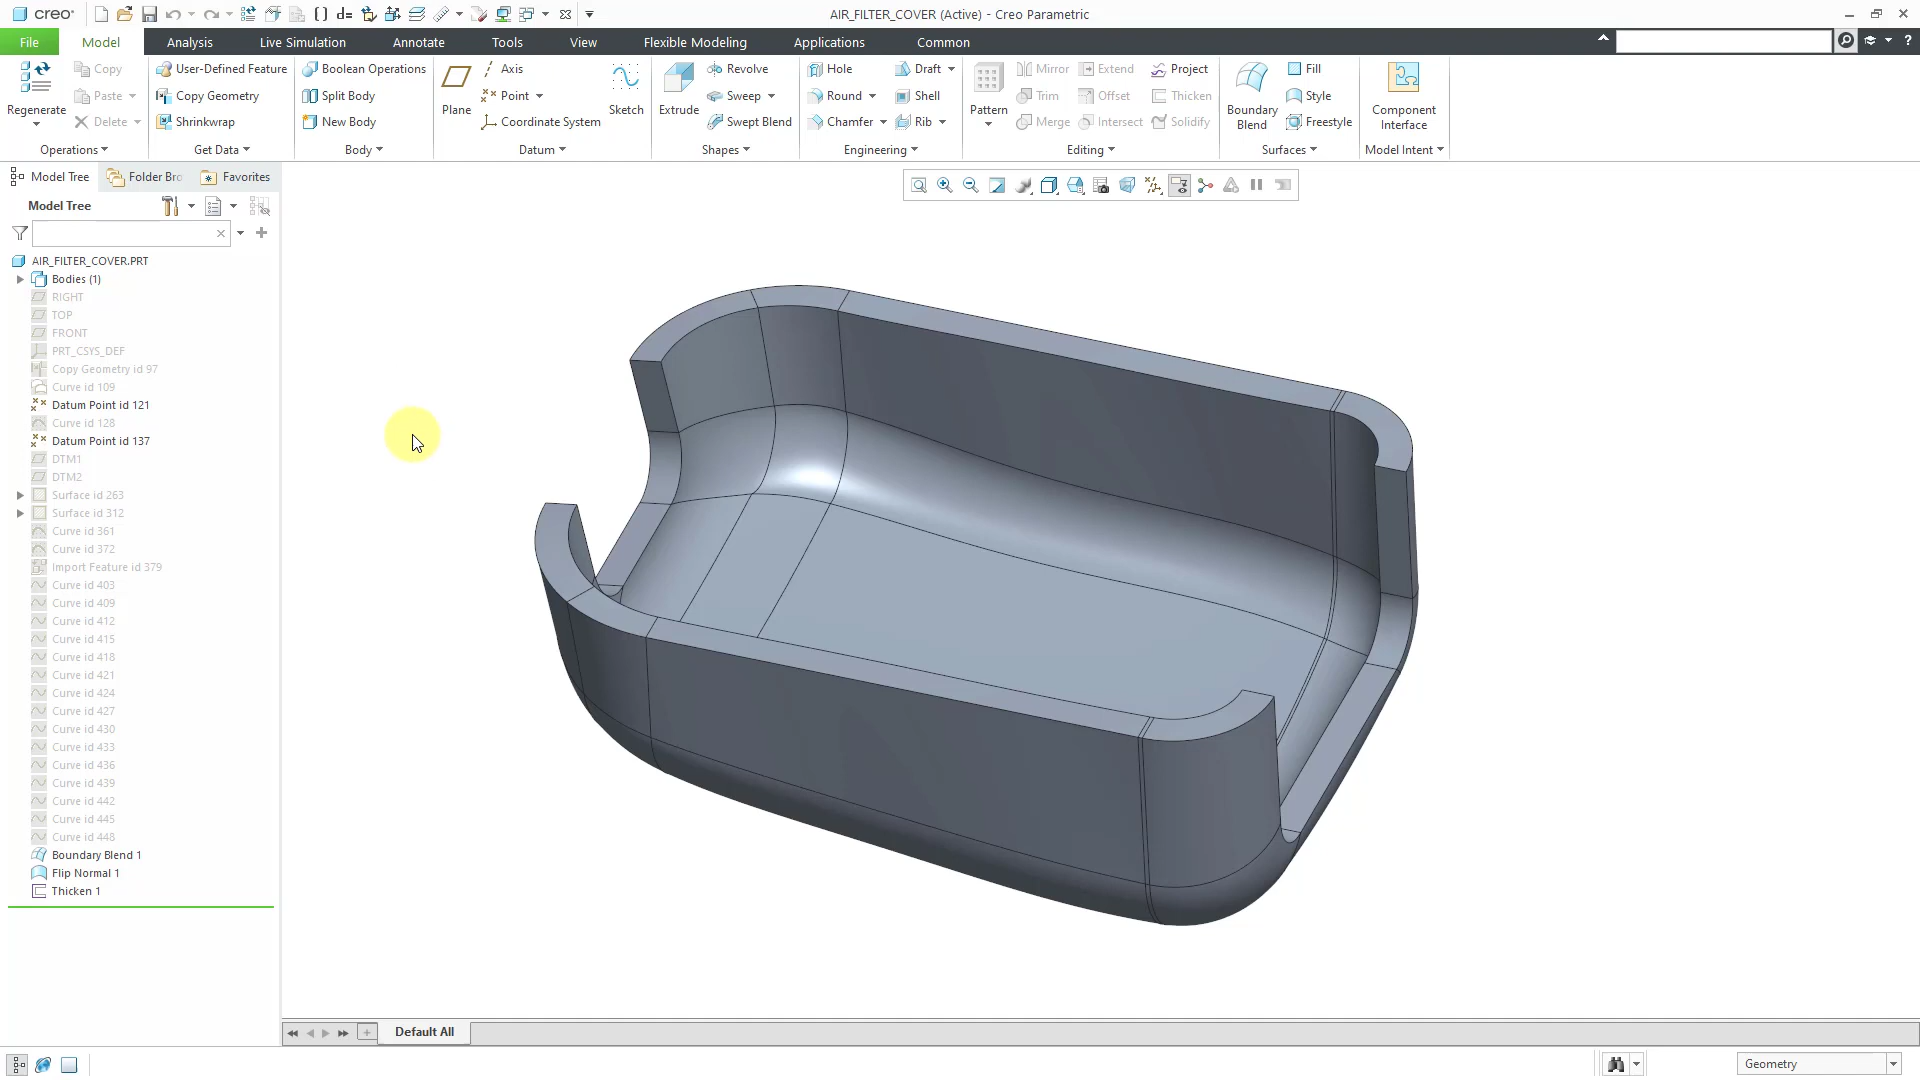 creo
AIR_FILTER_COVER (Active) - Creo Parametric
File Model Analysis Live Simulation Annotate Tools View Flexible Modeling Applications Common
Regenerate
Copy
Paste
Delete
Operations
User-Defined Feature
Copy Geometry
Shrinkwrap
Get Data
Boolean Operations
Split Body
New Body
Body
Plane
Axis
Point
Coordinate System
Sketch
Datum
Extrude
Revolve
Sweep
Swept Blend
Shapes
Hole
Round
Chamfer
Draft
Shell
Rib
Engineering
Pattern
Mirror
Trim
Merge
Extend
Offset
Intersect
Project
Thicken
Solidify
Editing
Boundary
Blend
Fill
Style
Freestyle
Surfaces
Component
Interface
Model Intent
Model Tree Folder Bro Favorites
Model Tree
AIR_FILTER_COVER.PRT
Bodies (1)
RIGHT
TOP
FRONT
PRT_CSYS_DEF
Copy Geometry id 97
Curve id 109
Datum Point id 121
Curve id 128
Datum Point id 137
DTM1
DTM2
Surface id 263
Surface id 312
Curve id 361
Curve id 372
Import Feature id 379
Curve id 403
Curve id 409
Curve id 412
Curve id 415
Curve id 418
Curve id 421
Curve id 424
Curve id 427
Curve id 430
Curve id 433
Curve id 436
Curve id 439
Curve id 442
Curve id 445
Curve id 448
Boundary Blend 1
Flip Normal 1
Thicken 1
Default All
Geometry